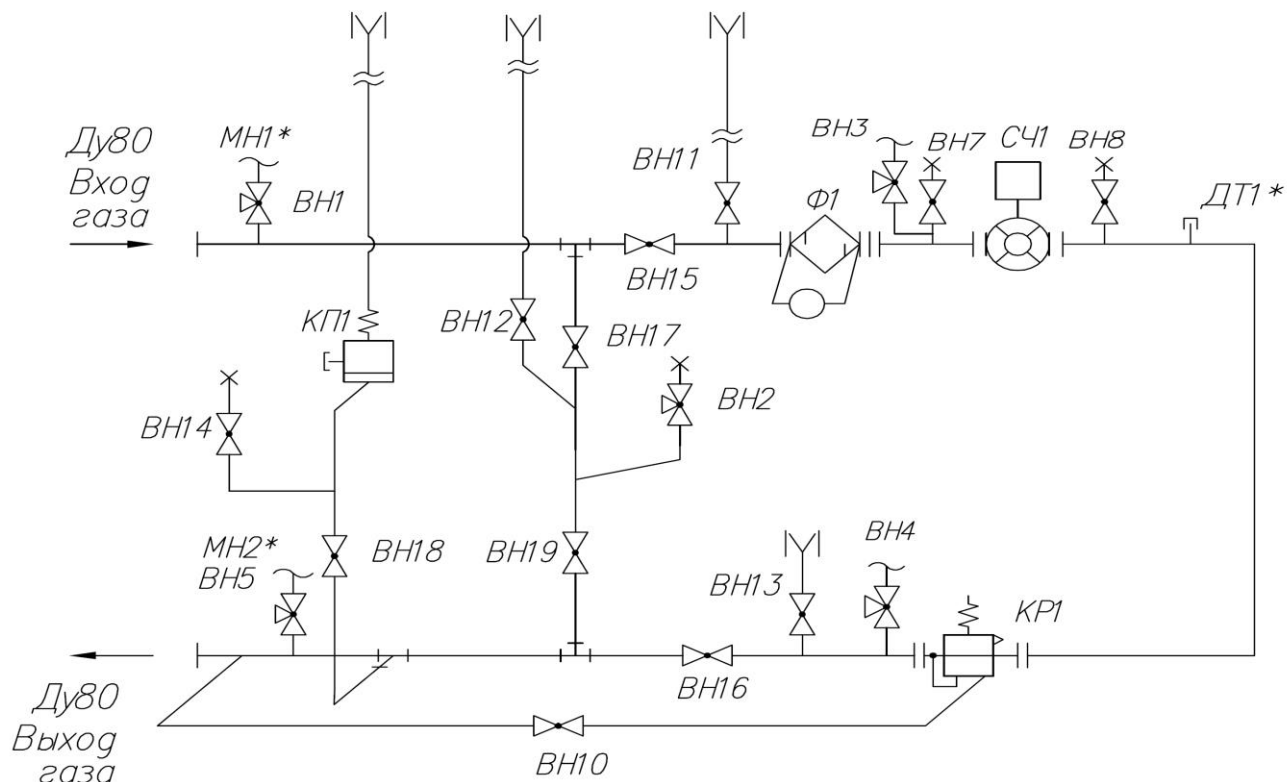 МН1*
ВН1
Ду80
Вход
газа
ВН11
ВН3
ВН7
СЧ1
ВН8
ДТ1*
Ф1
ВН15
КП1
ВН12
ВН17
ВН2
ВН14
МН2*
ВН5
ВН18
ВН19
ВН13
ВН4
КР1
ВН16
Ду80
Выход
газа
ВН10